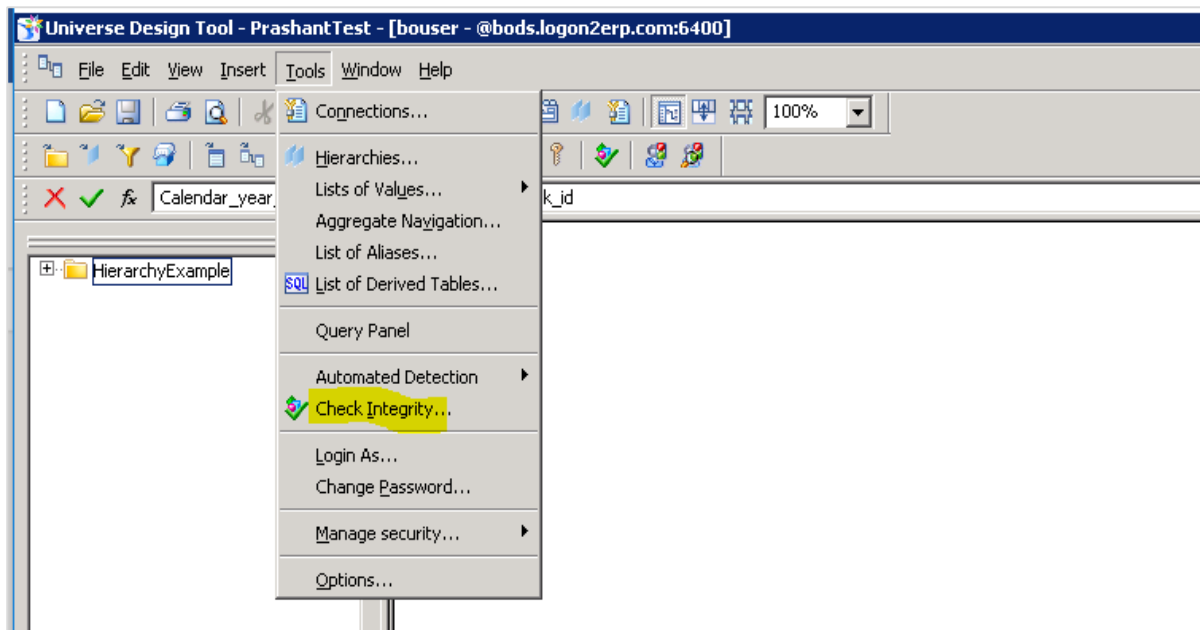 Universe Design Tool - PrashantTest - [bouser - @bods.logon2erp.com:6400]
File Edit View Insert Tools Window Help
100%
fx Calendar_year_ k_id
HierarchyExample
Connections...
Hierarchies...
Lists of Values...
Aggregate Navigation...
List of Aliases...
SQL List of Derived Tables...
Query Panel
Automated Detection
Check Integrity...
Login As...
Change Password...
Manage security...
Options...